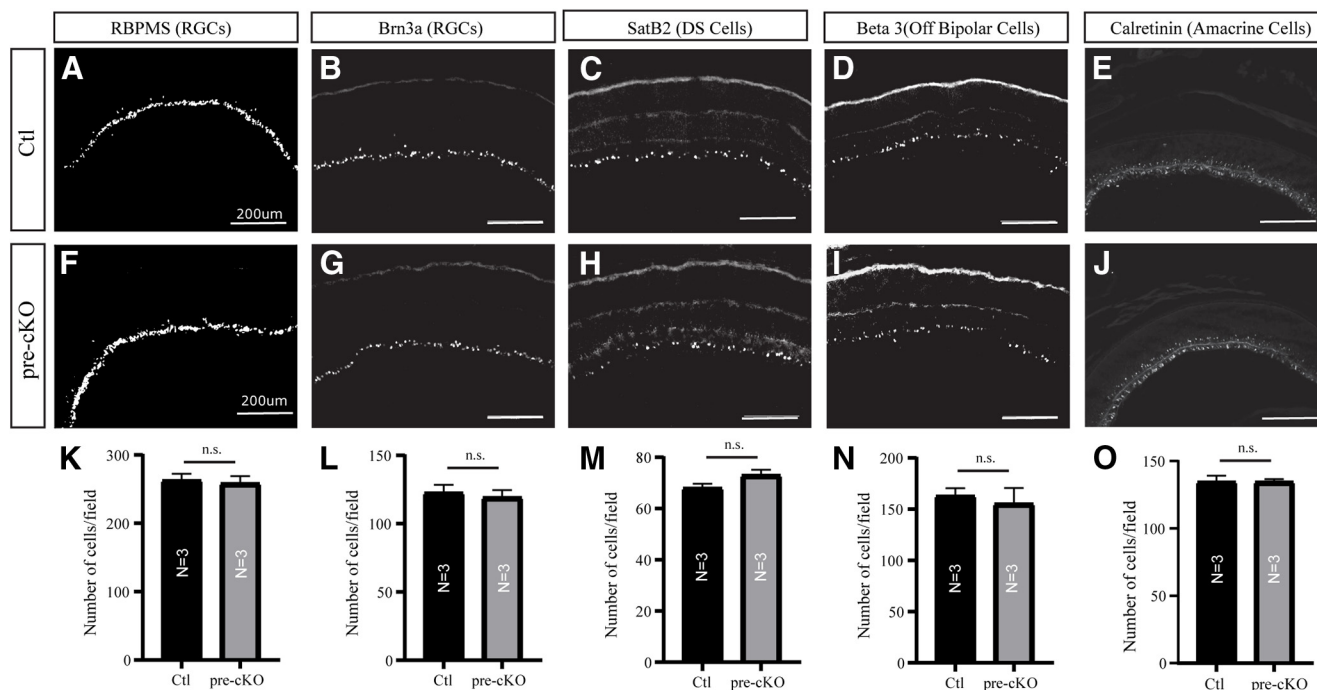 RBPMS (RGCs)
Brn3a (RGCs)
SatB2 (DS Cells)
Beta 3(Off Bipolar Cells)
Calretinin (Amacrine Cells)
Ctl
A
200um
B
C
D
E
pre-cKO
F
200um
G
H
I
J
K
n.s.
Number of cells/field
300
200
100
0
N=3
N=3
Ctl
pre-cKO
L
n.s.
Number of cells/field
150
100
50
0
N=3
N=3
Ctl
pre-cKO
M
n.s.
Number of cells/field
80
60
40
20
0
N=3
N=3
Ctl
pre-cKO
N
n.s.
Number of cells/field
200
150
100
50
0
N=3
N=3
Ctl
pre-cKO
O
n.s.
Number of cells/field
150
100
50
0
N=3
N=3
Ctl
pre-cKO